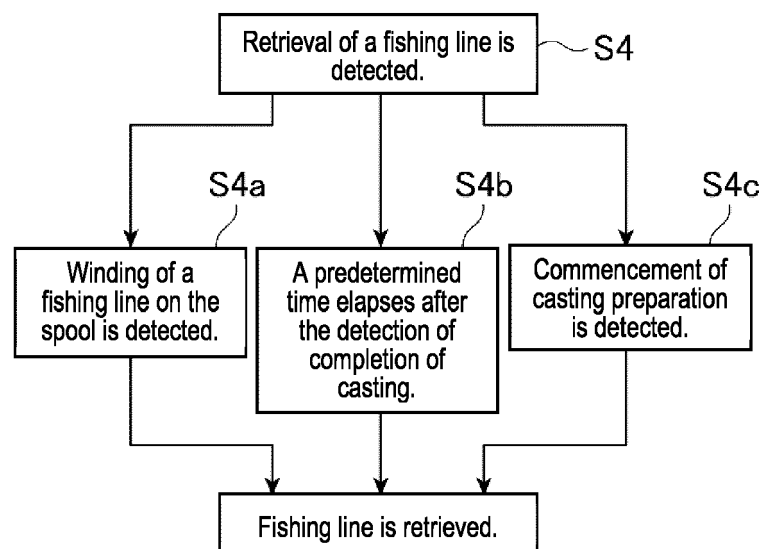 Retrieval of a fishing line is
detected.
S4
S4a
S4b
S4c
Winding of a
fishing line on the
spool is detected.
A predetermined
time elapses after
the detection of
completion of
casting.
Commencement of
casting preparation
is detected.
Fishing line is retrieved.